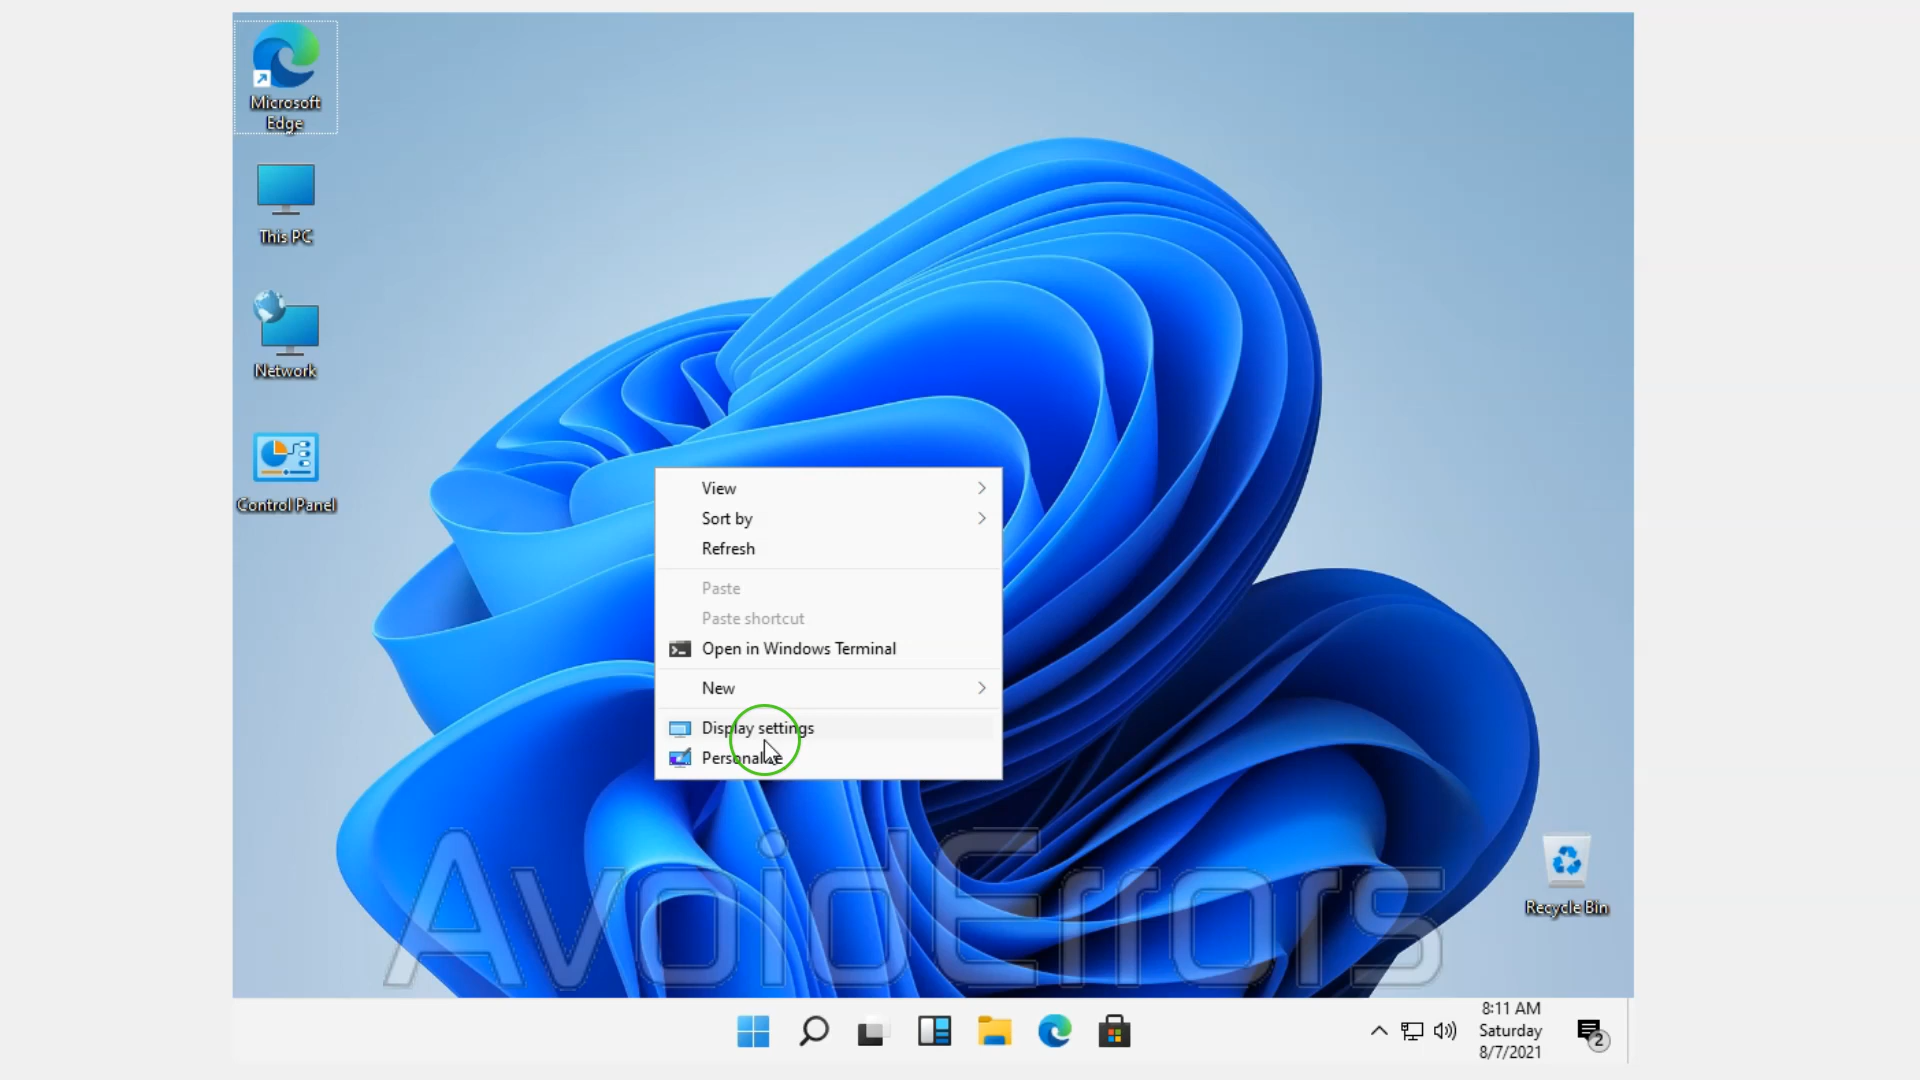 Microsoft
Edge
This PC
Network
Control Panel
View
Sort by
Refresh
Paste
Paste shortcut
Open in Windows Terminal
New
Display settings
Personalize
AvoidErrors
Recycle Bin
8:11 AM
Saturday
8/7/2021
2